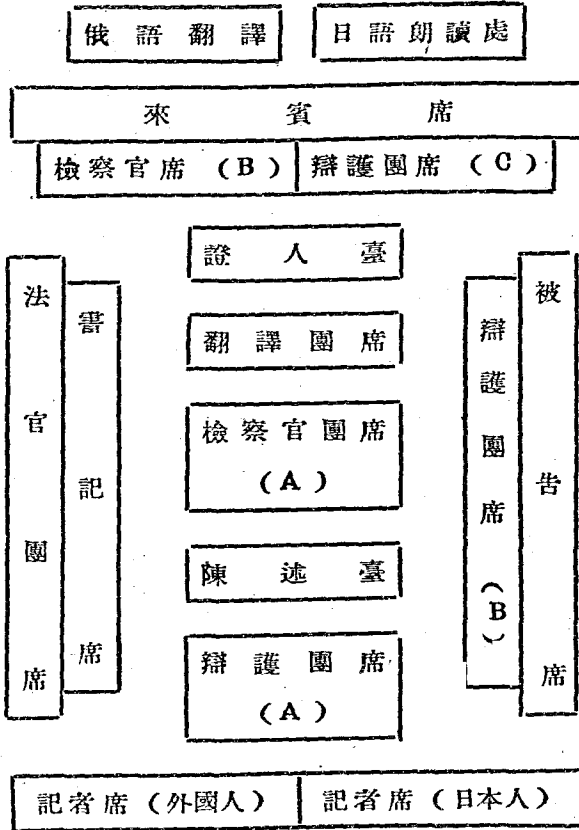 俄語翻譯 日語朗讀處
來賓席
檢察官席(B) 辯護團席(C)
證人臺
翻譯團席
檢察官團席
(A)
陳述臺
辯護團席
(A)
法官團席
書記席
辯護團席(B)
被告席
記者席(外國人) 記者席(日本人)